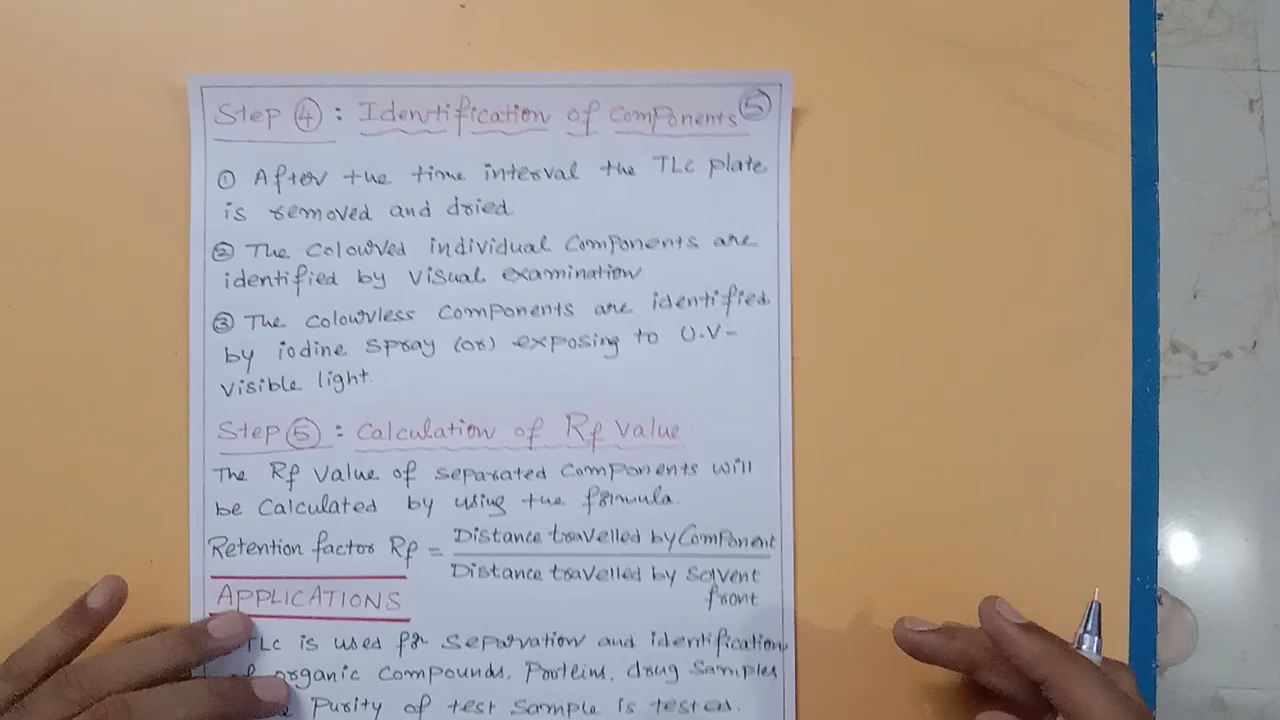 Step ④ : Identification of Components ⑤
① After the time interval the TLC plate
is removed and dried
② The coloured individual components are
identified by visual examination
③ The colourless components are identified
by iodine spray (or) exposing to U.V-
visible light.
Step ⑤ : Calculation of Rf value
The Rf value of separated components will
be calculated by using the formula.
Retention factor Rf = Distance travelled by Component
Distance travelled by Solvent
front
APPLICATIONS
TLC is used for separation and identification
organic compounds, Proteins, drug samples
Purity of test sample is tested.